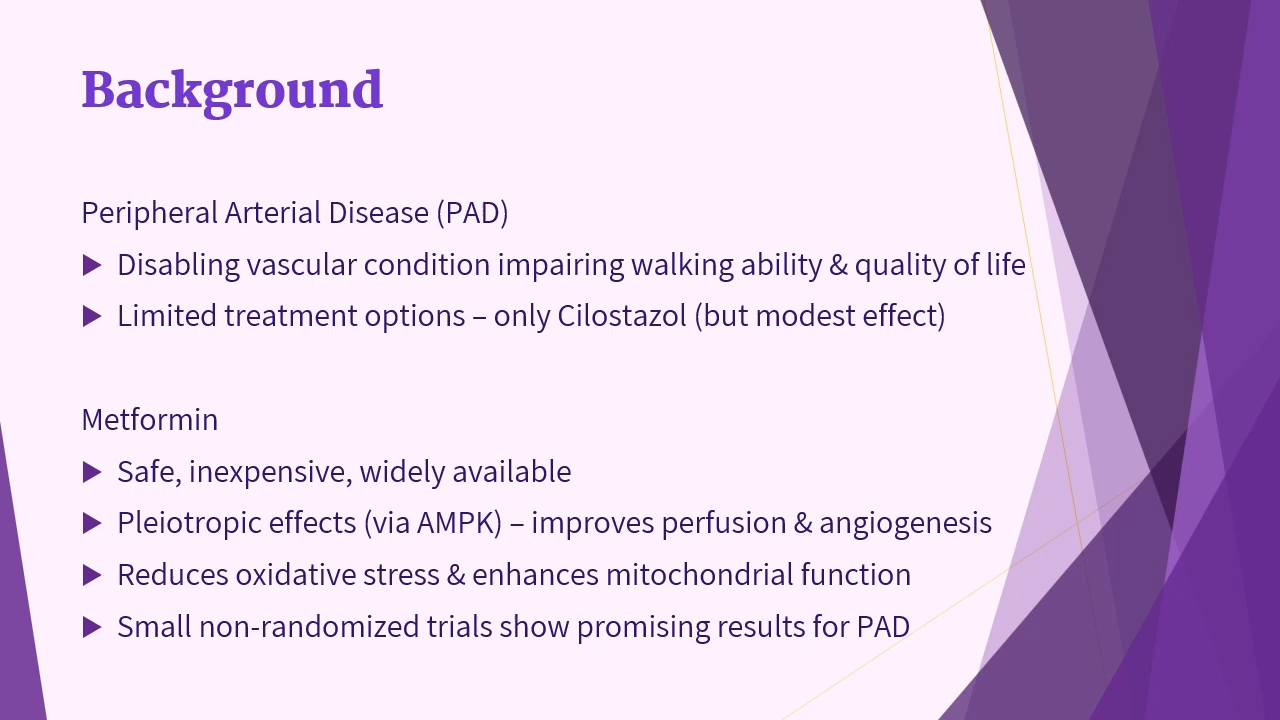 Background
Peripheral Arterial Disease (PAD)
Disabling vascular condition impairing walking ability & quality of life
Limited treatment options – only Cilostazol (but modest effect)
Metformin
Safe, inexpensive, widely available
Pleiotropic effects (via AMPK) – improves perfusion & angiogenesis
Reduces oxidative stress & enhances mitochondrial function
Small non-randomized trials show promising results for PAD